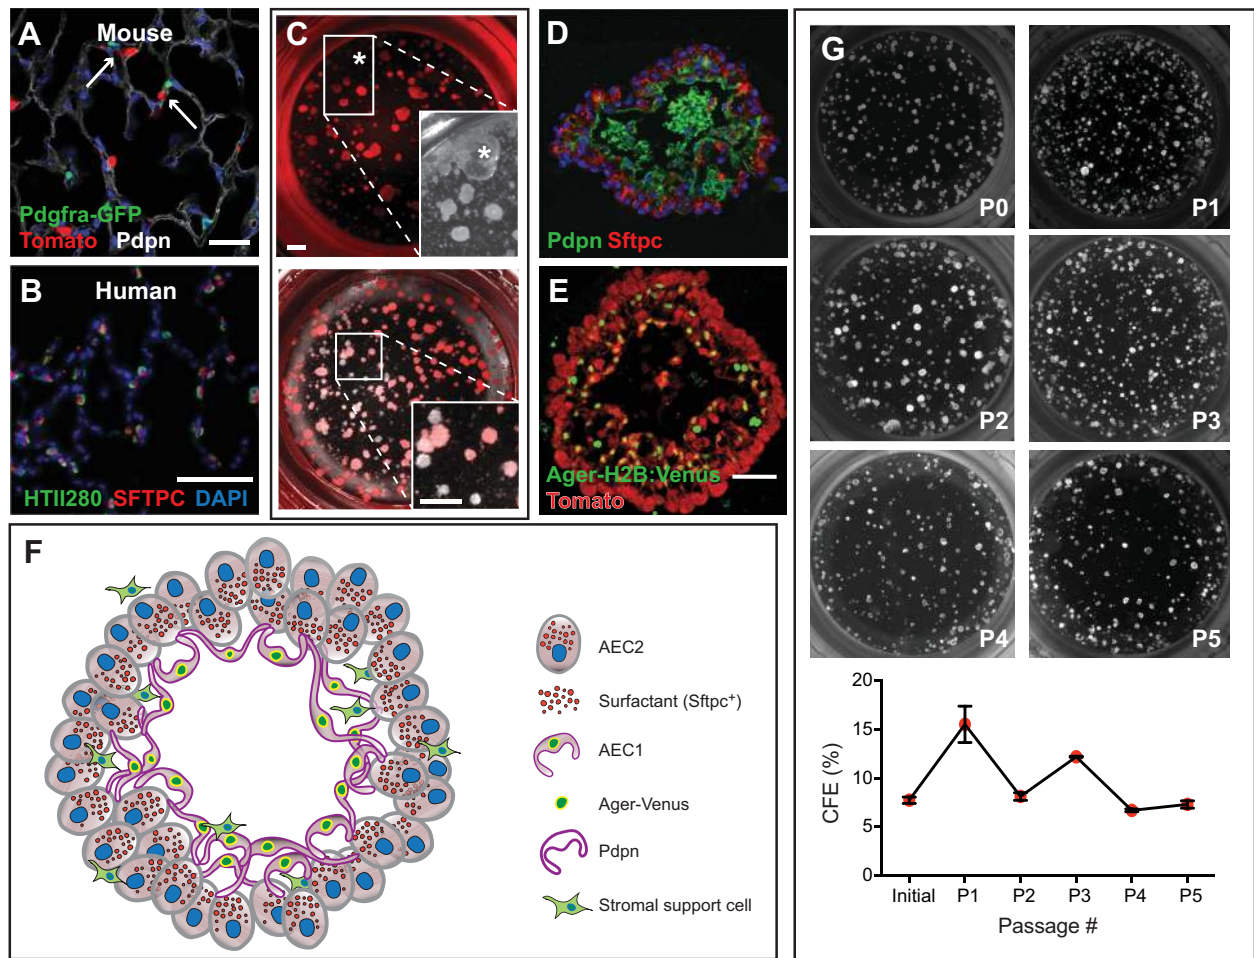 A
Mouse
Pdgfra-GFP
Tomato Pdpn
B
Human
HTII280 SFTPC DAPI
C
*
*
D
Pdpn Sftpc
E
Ager-H2B:Venus
Tomato
F
AEC2
Surfactant (Sftpc⁺)
AEC1
Ager-Venus
Pdpn
Stromal support cell
G
P0
P1
P2
P3
P4
P5
20
15
10
5
0
CFE (%)
Initial P1 P2 P3 P4 P5
Passage #